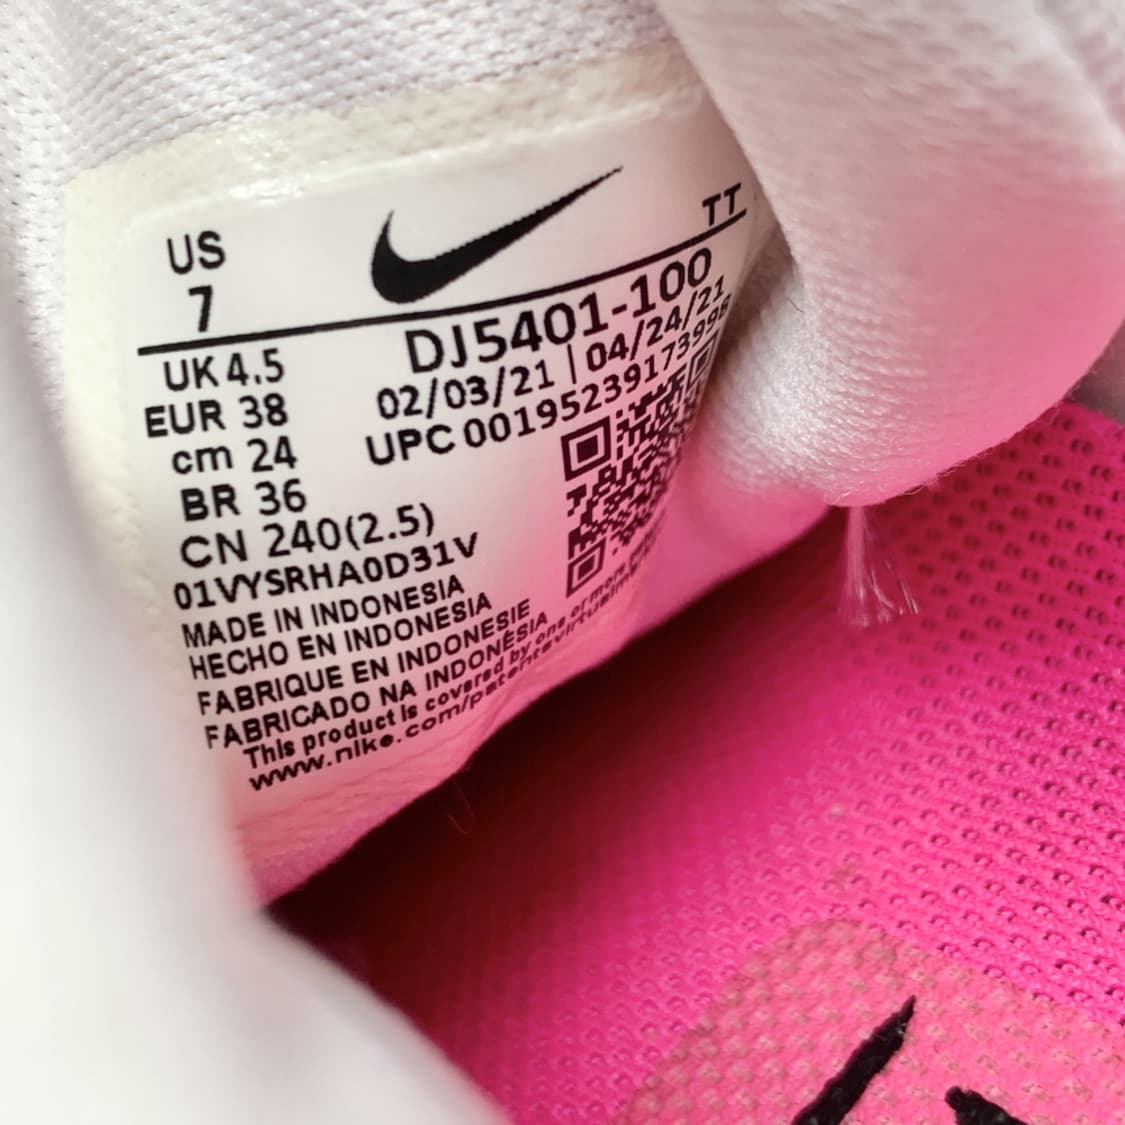 US
7
TT
UK 4.5
EUR 38
cm 24
BR 36
CN 240(2.5)
DJ5401-100
02/03/21 | 04/24/21
UPC 00195239173998
01VYSRHA0D31V
MADE IN INDONESIA
HECHO EN INDONESIA
FABRIQUE EN INDONESIE
FABRICADO NA INDONÉSIA
This product is covered by one or more
www.nike.com/patents